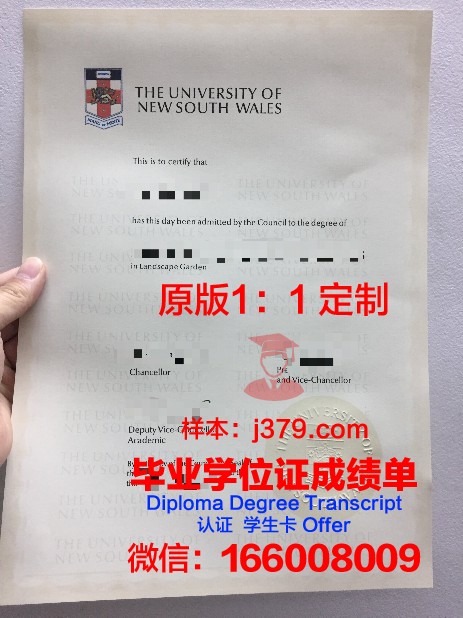 THE UNIVERSITY OF
NEW SOUTH WALES
This is to certify that
has this day been admitted by the Council to the degree of
in Landscape Garden
原版1：1 定制
Chancellor
and Vice-Chancellor
Deputy Vice-Chancellor
Academic
样本：j379.com
毕业学位证成绩单
Diploma Degree Transcript
认证 学生卡 Offer
微信：166008009